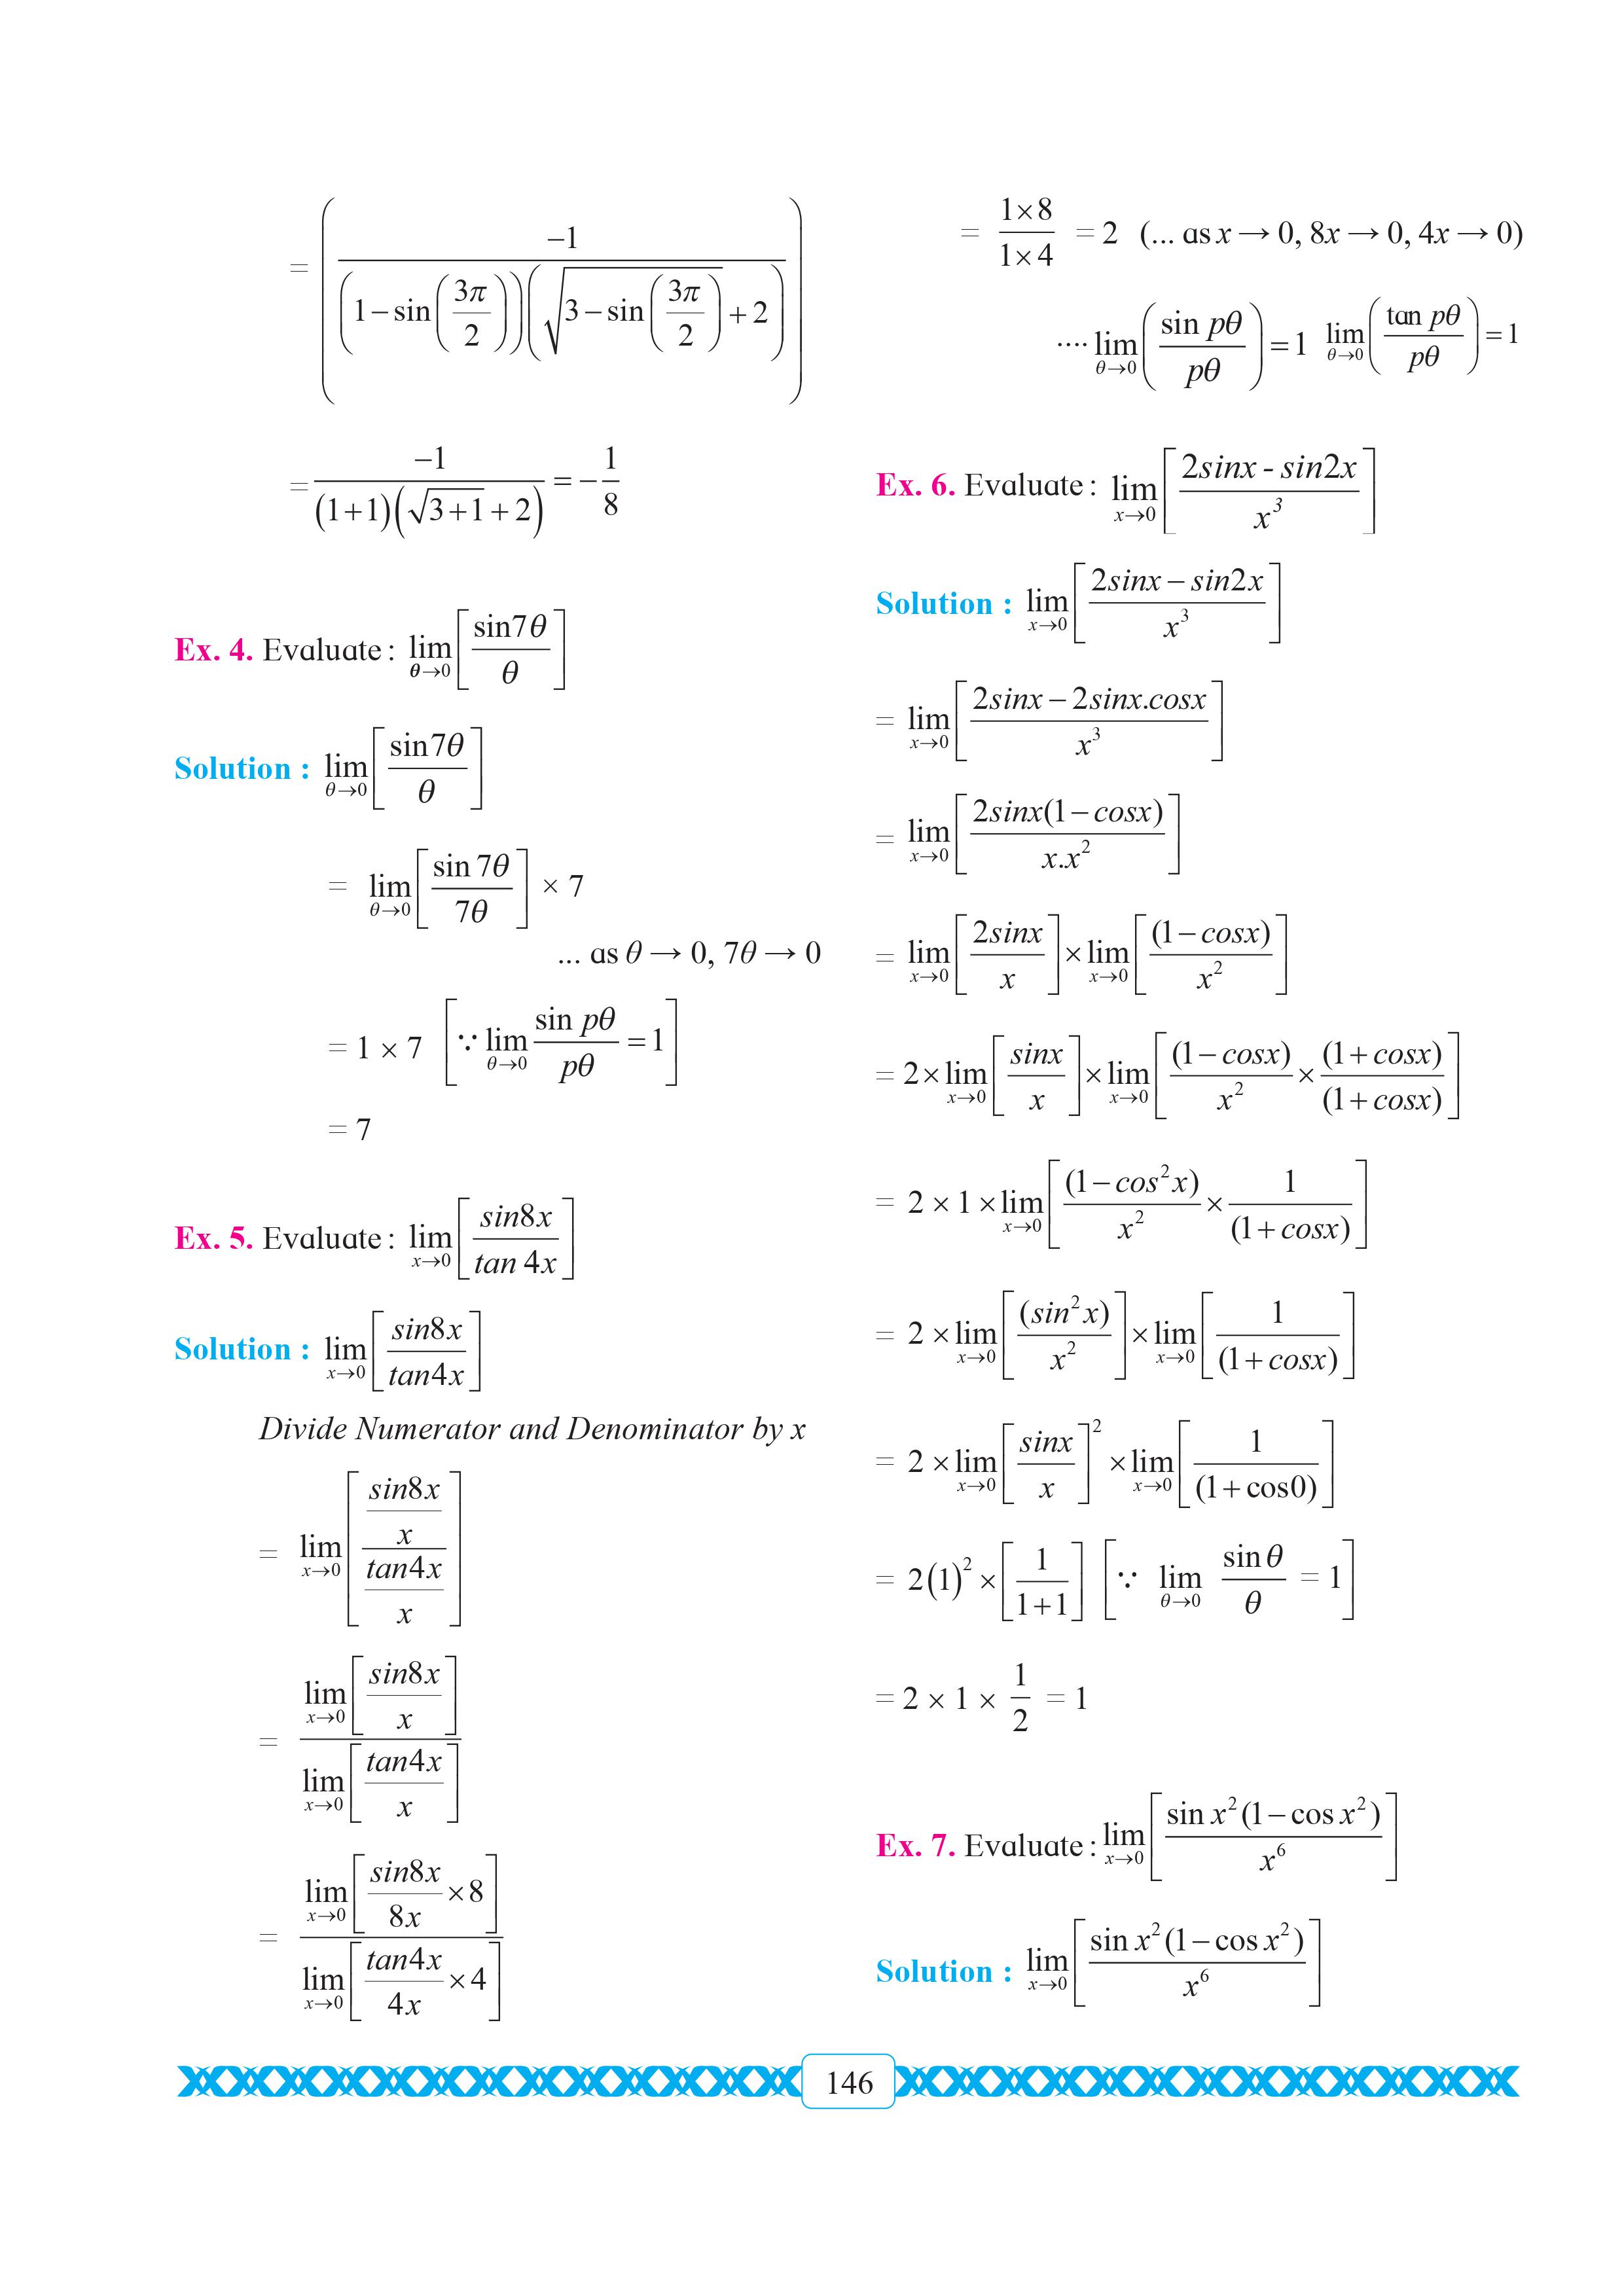 = ( −1 / (1 − sin(3π/2)))(√(3 − sin(3π/2)) + 2) )
= −1 / (1+1)(√(3+1) + 2) = − 1/8
Ex. 4. Evaluate : lim θ→0 [ sin7θ / θ ]
Solution : lim θ→0 [ sin7θ / θ ]
= lim θ→0 [ sin 7θ / 7θ ] × 7
... as θ → 0, 7θ → 0
= 1 × 7 [ ∵ lim θ→0 sin pθ / pθ = 1 ]
= 7
Ex. 5. Evaluate : lim x→0 [ sin8x / tan 4x ]
Solution : lim x→0 [ sin8x / tan4x ]
Divide Numerator and Denominator by x
= lim x→0 [ (sin8x / x) / (tan4x / x) ]
= lim x→0 [ sin8x / x ] / lim x→0 [ tan4x / x ]
= lim x→0 [ sin8x / 8x × 8 ] / lim x→0 [ tan4x / 4x × 4 ]
= 1×8 / 1×4 = 2 (... as x → 0, 8x → 0, 4x → 0)
.... lim θ→0 ( sin pθ / pθ ) = 1 lim θ→0 ( tan pθ / pθ ) = 1
Ex. 6. Evaluate : lim x→0 [ 2sinx - sin2x / x³ ]
Solution : lim x→0 [ 2sinx − sin2x / x³ ]
= lim x→0 [ 2sinx − 2sinx.cosx / x³ ]
= lim x→0 [ 2sinx(1 − cosx) / x.x² ]
= lim x→0 [ 2sinx / x ] × lim x→0 [ (1 − cosx) / x² ]
= 2 × lim x→0 [ sinx / x ] × lim x→0 [ (1 − cosx) / x² × (1 + cosx) / (1 + cosx) ]
= 2 × 1 × lim x→0 [ (1 − cos²x) / x² × 1 / (1 + cosx) ]
= 2 × lim x→0 [ (sin²x) / x² ] × lim x→0 [ 1 / (1 + cosx) ]
= 2 × lim x→0 [ sinx / x ]² × lim x→0 [ 1 / (1 + cos0) ]
= 2(1)² × [ 1 / 1+1 ] [ ∵ lim θ→0 sin θ / θ = 1 ]
= 2 × 1 × 1/2 = 1
Ex. 7. Evaluate : lim x→0 [ sin x²(1 − cos x²) / x⁶ ]
Solution : lim x→0 [ sin x²(1 − cos x²) / x⁶ ]
146